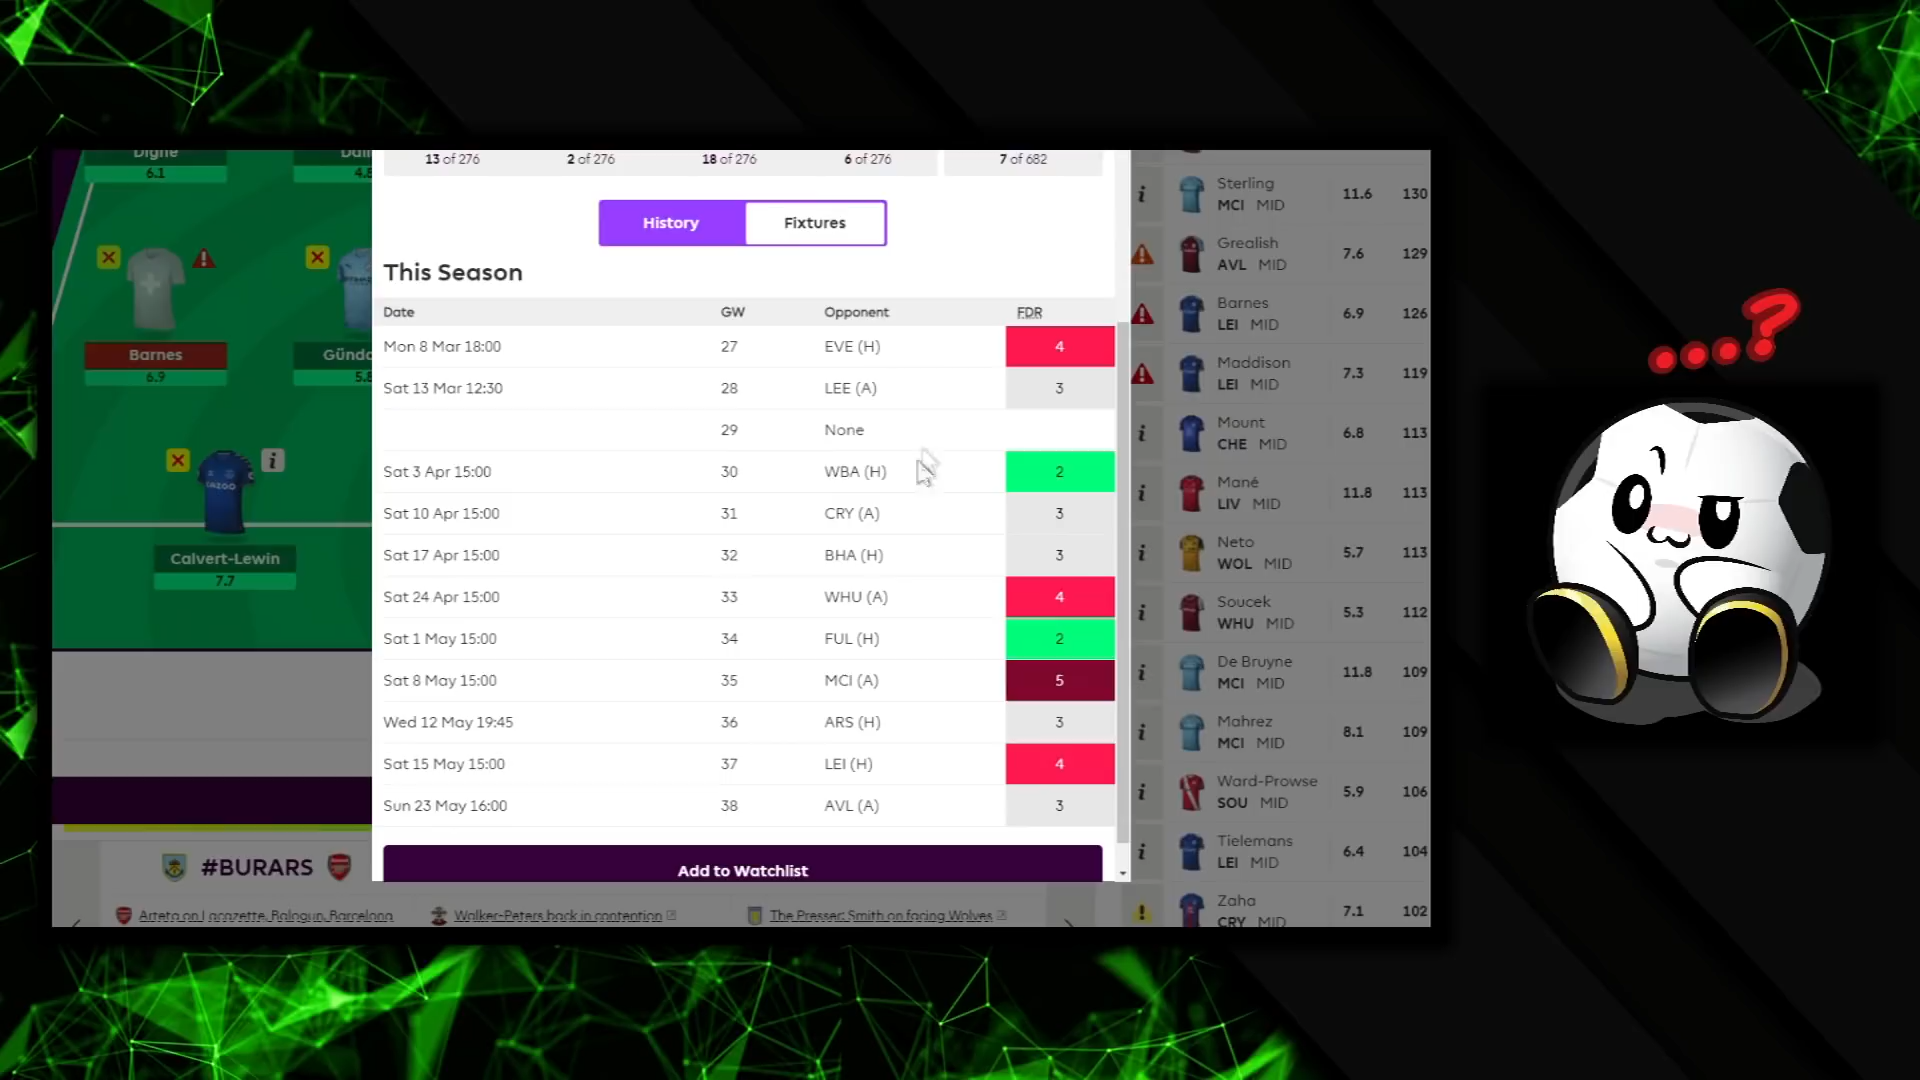 Digne
6.1
13 of 276 2 of 276 18 of 276 6 of 276 7 of 682
History Fixtures
This Season
Date GW Opponent FDR
Mon 8 Mar 18:00 27 EVE (H) 4
Sat 13 Mar 12:30 28 LEE (A) 3
29 None
Sat 3 Apr 15:00 30 WBA (H) 2
Sat 10 Apr 15:00 31 CRY (A) 3
Sat 17 Apr 15:00 32 BHA (H) 3
Sat 24 Apr 15:00 33 WHU (A) 4
Sat 1 May 15:00 34 FUL (H) 2
Sat 8 May 15:00 35 MCI (A) 5
Wed 12 May 19:45 36 ARS (H) 3
Sat 15 May 15:00 37 LEI (H) 4
Sun 23 May 16:00 38 AVL (A) 3
Add to Watchlist
Barnes
6.9
Günd
5.8
CAZOO
Calvert-Lewin
7.7
#BURARS
Arteta on Lacazette, Balogun, Barcelona
Walker-Peters back in contention
The Presser: Smith on facing Wolves
Sterling
MCI MID 11.6 130
Grealish
AVL MID 7.6 129
Barnes
LEI MID 6.9 126
Maddison
LEI MID 7.3 119
Mount
CHE MID 6.8 113
Mané
LIV MID 11.8 113
Neto
WOL MID 5.7 113
Soucek
WHU MID 5.3 112
De Bruyne
MCI MID 11.8 109
Mahrez
MCI MID 8.1 109
Ward-Prowse
SOU MID 5.9 106
Tielemans
LEI MID 6.4 104
Zaha
CRY MID 7.1 102
....?